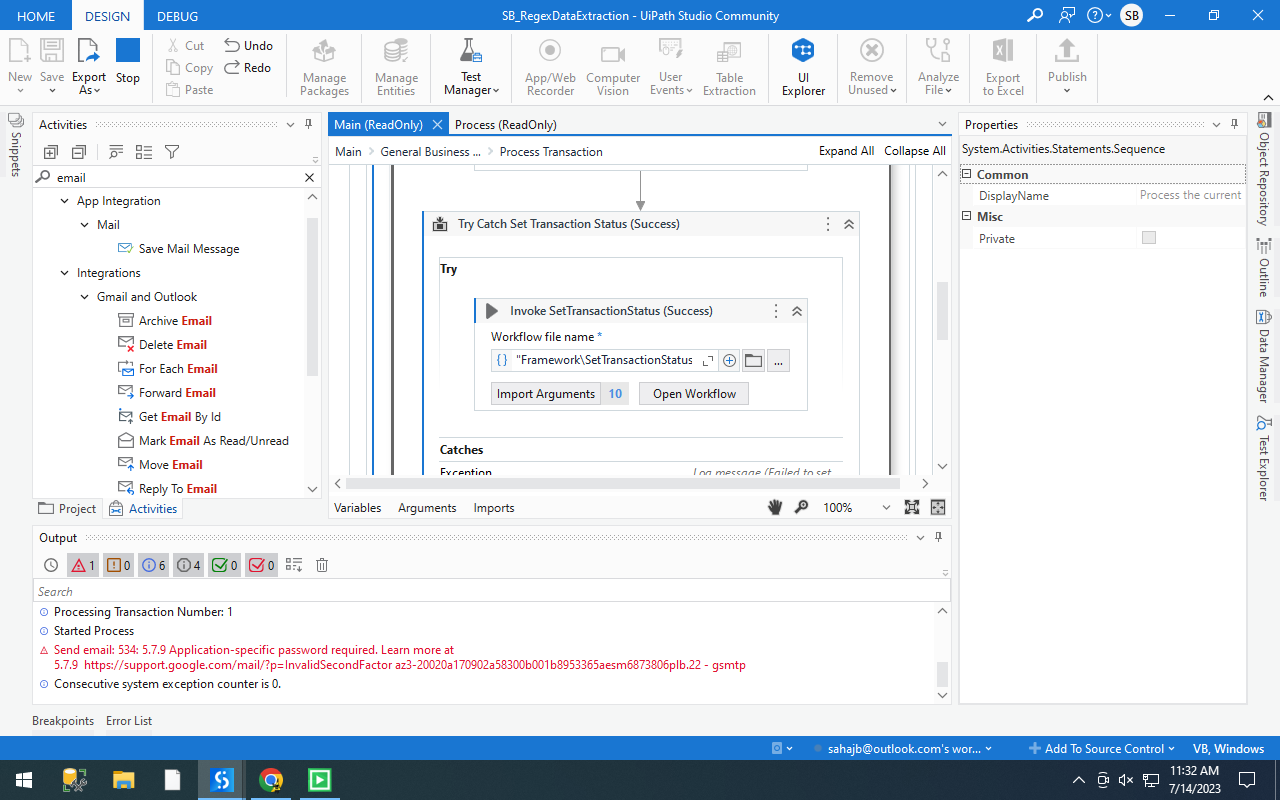 HOME DESIGN DEBUG SB_RegexDataExtraction - UiPath Studio Community SB
New Save Export As Stop
Cut Copy Paste
Undo Redo
Manage Packages
Manage Entities
Test Manager
App/Web Recorder
Computer Vision
User Events
Table Extraction
UI Explorer
Remove Unused
Analyze File
Export to Excel
Publish
Snippets
Activities
email
App Integration
Mail
Save Mail Message
Integrations
Gmail and Outlook
Archive Email
Delete Email
For Each Email
Forward Email
Get Email By Id
Mark Email As Read/Unread
Move Email
Reply To Email
Project Activities
Main (ReadOnly) Process (ReadOnly)
Main General Business ... Process Transaction Expand All Collapse All
Try Catch Set Transaction Status (Success)
Try
Invoke SetTransactionStatus (Success)
Workflow file name *
"Framework\SetTransactionStatus ...
Import Arguments 10 Open Workflow
Catches
Exception Log message (Failed to set
Variables Arguments Imports 100%
Properties
System.Activities.Statements.Sequence
Common
DisplayName Process the current
Misc
Private
Object Repository
Outline
Data Manager
Test Explorer
Output
1 0 6 4 0 0
Search
Processing Transaction Number: 1
Started Process
Send email: 534: 5.7.9 Application-specific password required. Learn more at
5.7.9 https://support.google.com/mail/?p=InvalidSecondFactor az3-20020a170902a58300b001b8953365aesm6873806plb.22 - gsmtp
Consecutive system exception counter is 0.
Breakpoints Error List
sahajb@outlook.com's wor... Add To Source Control VB, Windows
11:32 AM
7/14/2023